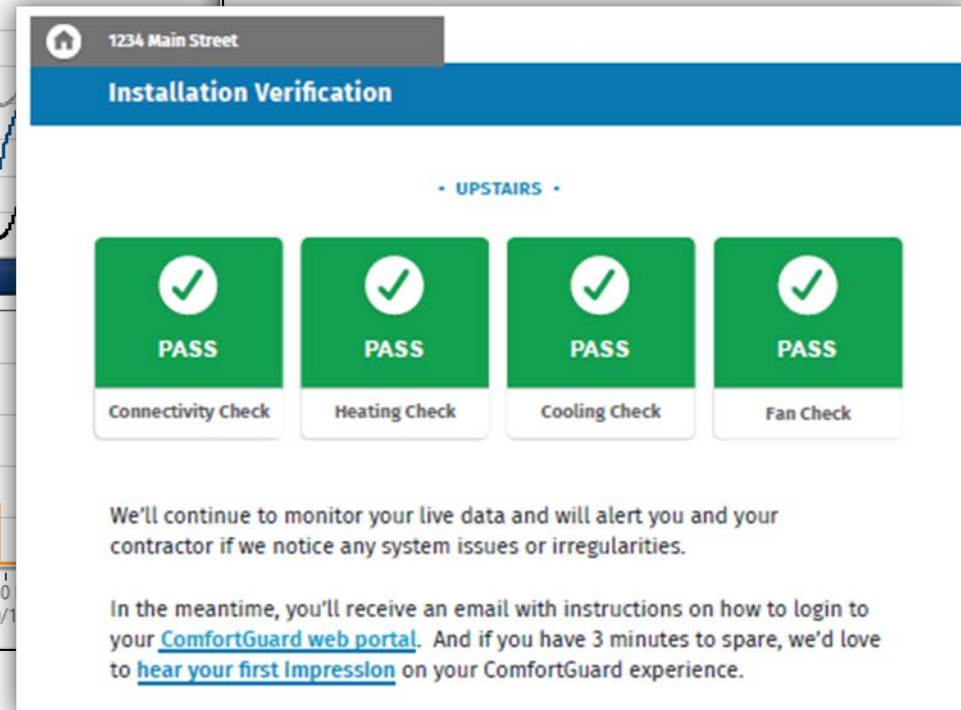 1234 Main Street
Installation Verification
• UPSTAIRS •
PASS PASS PASS PASS
Connectivity Check Heating Check Cooling Check Fan Check
We'll continue to monitor your live data and will alert you and your
contractor if we notice any system issues or irregularities.
In the meantime, you'll receive an email with instructions on how to login to
your ComfortGuard web portal. And if you have 3 minutes to spare, we'd love
to hear your first impression on your ComfortGuard experience.